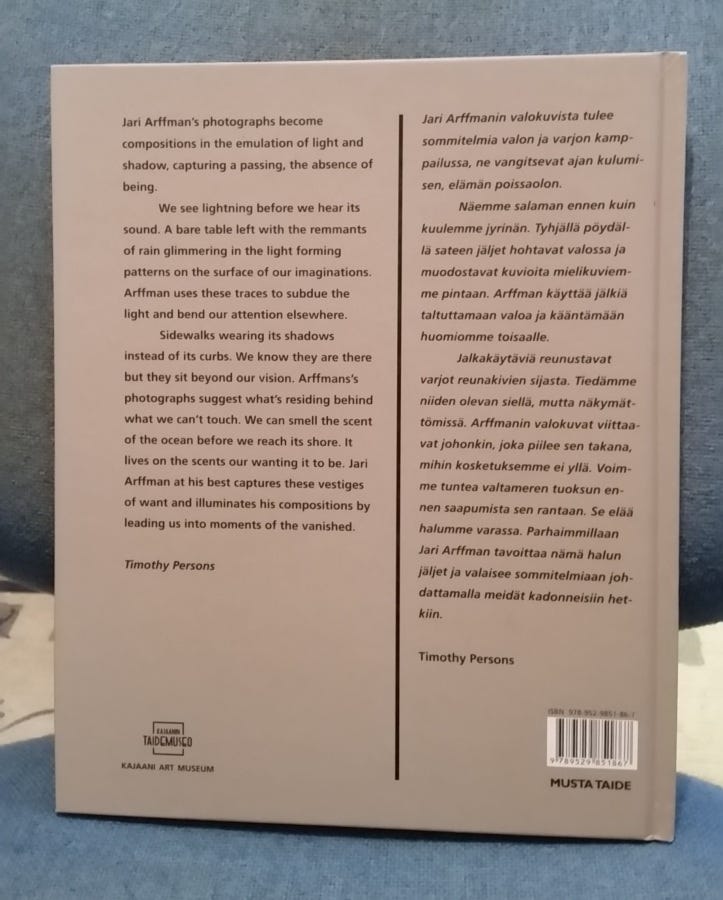 Jari Arffman's photographs become
compositions in the emulation of light and
shadow, capturing a passing, the absence of
being.
We see lightning before we hear its
sound. A bare table left with the remnants
of rain glimmering in the light forming
patterns on the surface of our imaginations.
Arffman uses these traces to subdue the
light and bend our attention elsewhere.
Sidewalks wearing its shadows
instead of its curbs. We know they are there
but they sit beyond our vision. Arffmans's
photographs suggest what's residing behind
what we can't touch. We can smell the scent
of the ocean before we reach its shore. It
lives on the scents our wanting it to be. Jari
Arffman at his best captures these vestiges
of want and illuminates his compositions by
leading us into moments of the vanished.
Timothy Persons
KAJAANIN
TAIDEMUSEO
KAJAANI ART MUSEUM
Jari Arffmanin valokuvista tulee
sommitelmia valon ja varjon kamp-
pailussa, ne vangitsevat ajan kulumi-
sen, elämän poissaolon.
Näemme salaman ennen kuin
kuulemme jyrinän. Tyhjällä pöydäl-
lä sateen jäljet hohtavat valossa ja
muodostavat kuvioita mielikuviem-
me pintaan. Arffman käyttää jälkiä
taltuttamaan valoa ja kääntämään
huomiomme toisaalle.
Jalkakäytäviä reunustavat
varjot reunakivien sijasta. Tiedämme
niiden olevan siellä, mutta näkymät-
tömissä. Arffmanin valokuvat viittaa-
vat johonkin, joka piilee sen takana,
mihin kosketuksemme ei yllä. Voim-
me tuntea valtameren tuoksun en-
nen saapumista sen rantaan. Se elää
halumme varassa. Parhaimmillaan
Jari Arffman tavoittaa nämä halun
jäljet ja valaisee sommitelmiaan joh-
dattamalla meidät kadonneisiin het-
kiin.
Timothy Persons
ISBN 978-952-9851-86-7
9 789529 851867
MUSTA TAIDE